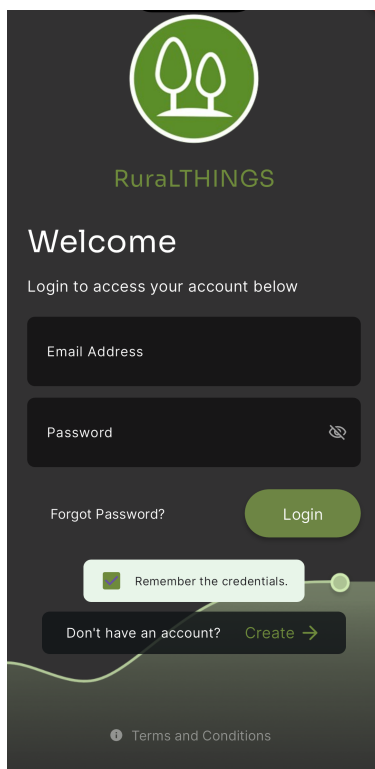 RuraLTHINGS
Welcome
Login to access your account below
Email Address
Password
Forgot Password?
Login
Remember the credentials.
Don't have an account?
Create
Terms and Conditions